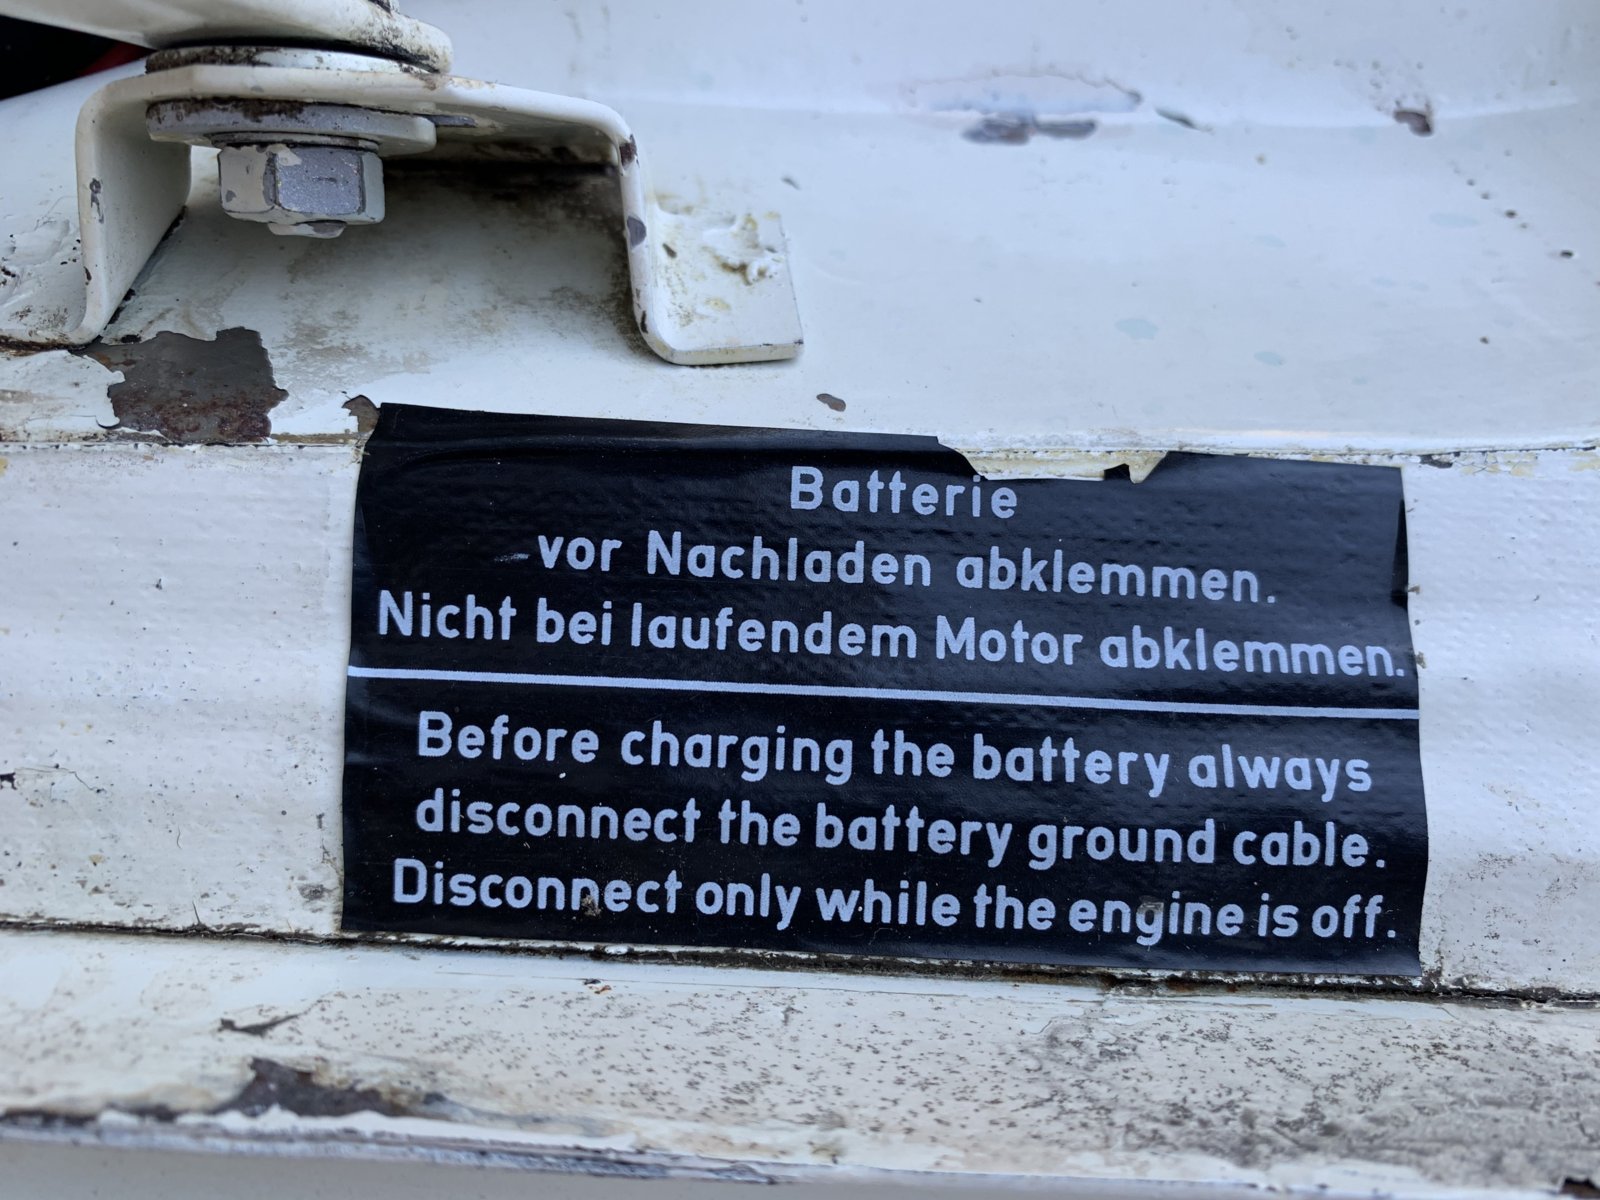 Batterie
vor Nachladen abklemmen.
Nicht bei laufendem Motor abklemmen.
Before charging the battery always
disconnect the battery ground cable.
Disconnect only while the engine is off.